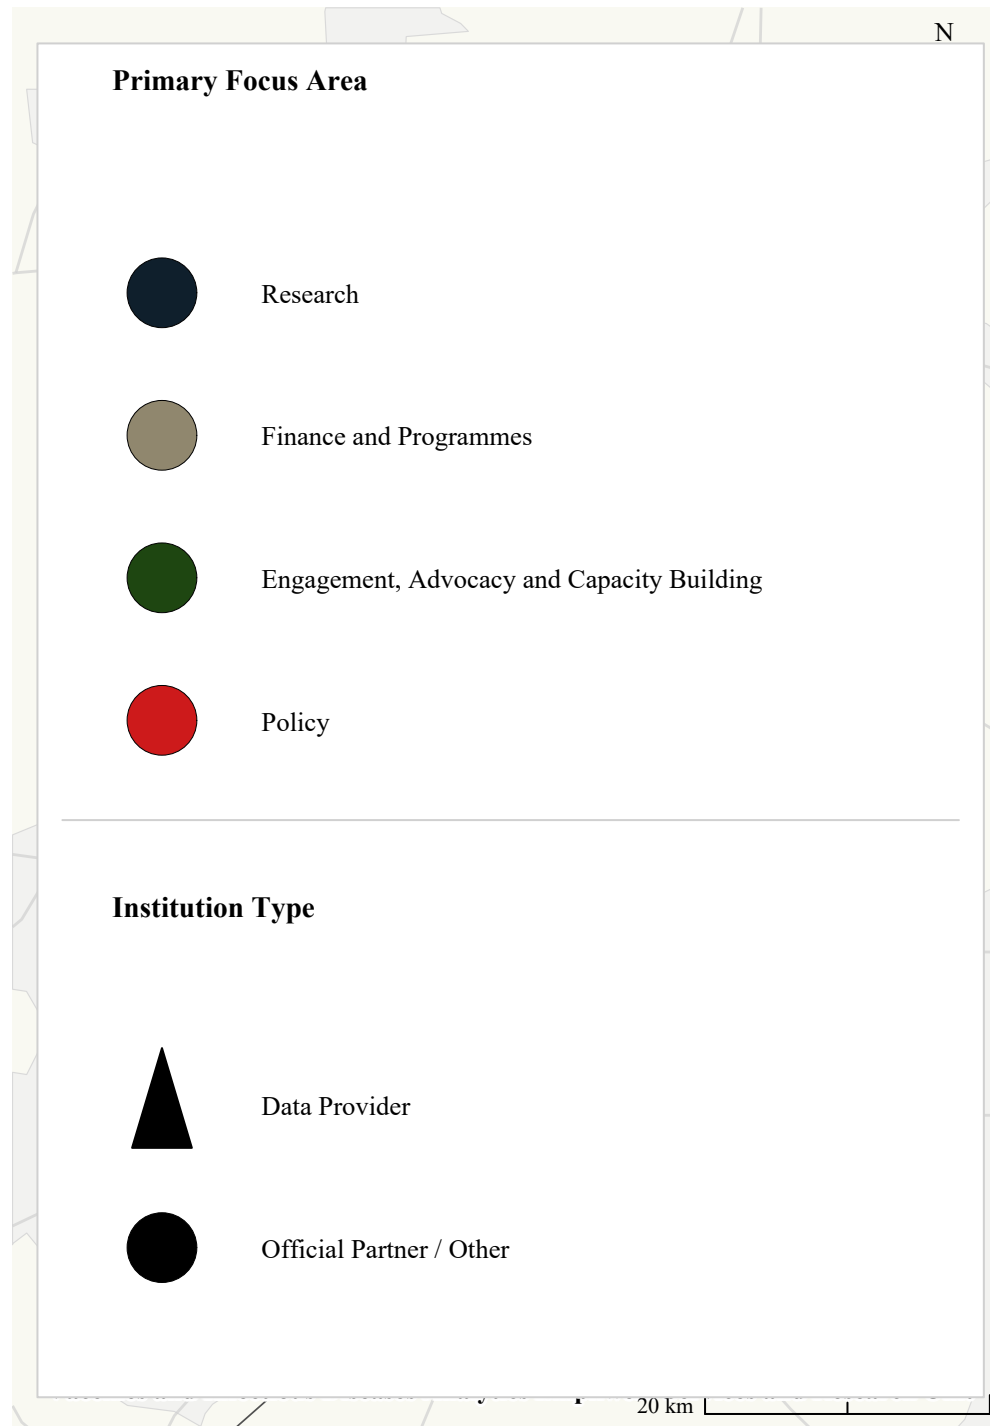 N
Primary Focus Area
Research
Finance and Programmes
Engagement, Advocacy and Capacity Building
Policy
Institution Type
Data Provider
Official Partner / Other
20 km